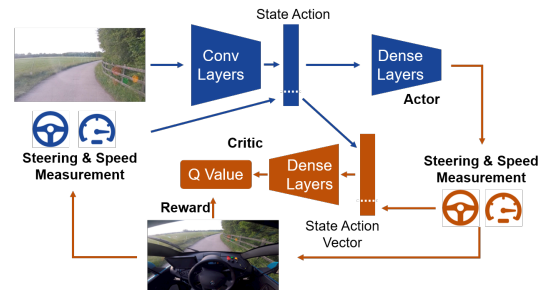 State Action
Conv
Layers
Dense
Layers
Actor
Steering & Speed
Measurement
Critic
Dense
Layers
Q Value
Reward
Steering & Speed
Measurement
State Action
Vector